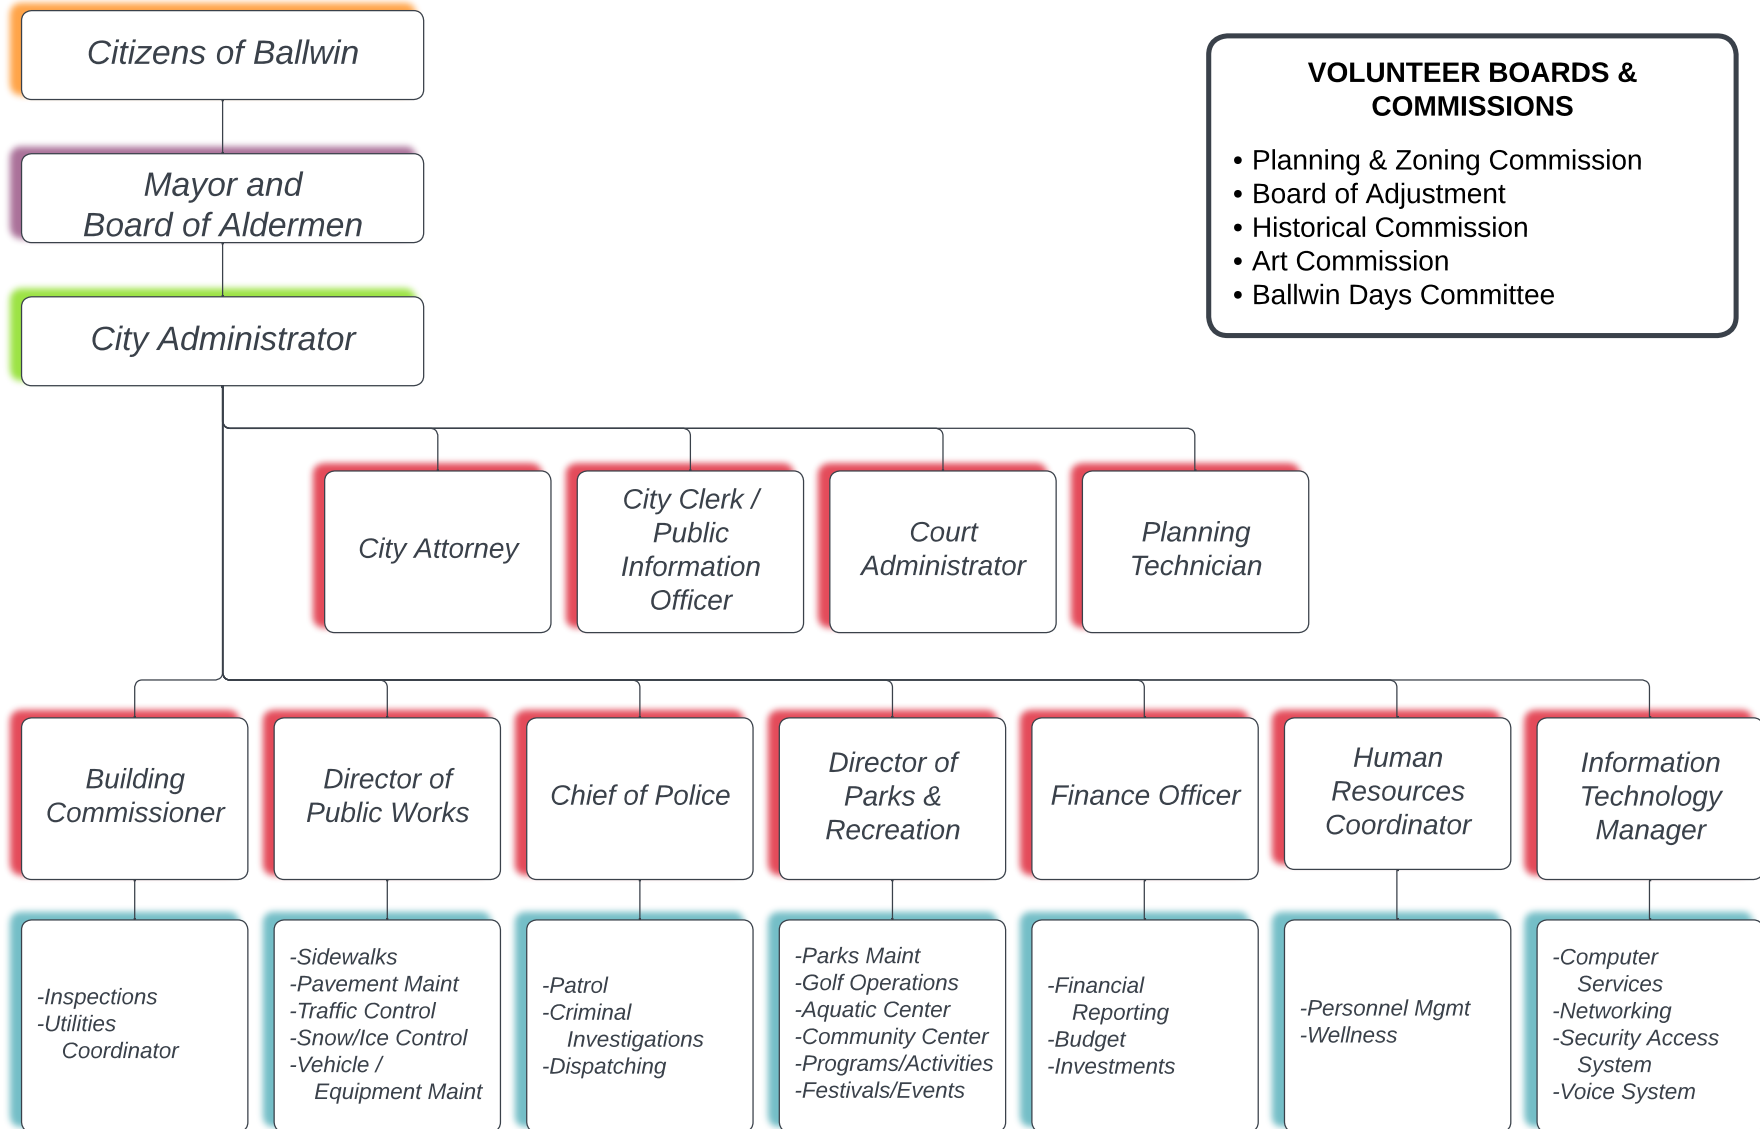 Citizens of Ballwin
VOLUNTEER BOARDS &
COMMISSIONS
• Planning & Zoning Commission
• Board of Adjustment
• Historical Commission
• Art Commission
• Ballwin Days Committee
Mayor and
Board of Aldermen
City Administrator
City Attorney
City Clerk /
Public
Information
Officer
Court
Administrator
Planning
Technician
Building
Commissioner
Director of
Public Works
Chief of Police
Director of
Parks &
Recreation
Finance Officer
Human
Resources
Coordinator
Information
Technology
Manager
-Inspections
-Utilities
Coordinator
-Sidewalks
-Pavement Maint
-Traffic Control
-Snow/Ice Control
-Vehicle /
Equipment Maint
-Patrol
-Criminal
Investigations
-Dispatching
-Parks Maint
-Golf Operations
-Aquatic Center
-Community Center
-Programs/Activities
-Festivals/Events
-Financial
Reporting
-Budget
-Investments
-Personnel Mgmt
-Wellness
-Computer
Services
-Networking
-Security Access
System
-Voice System